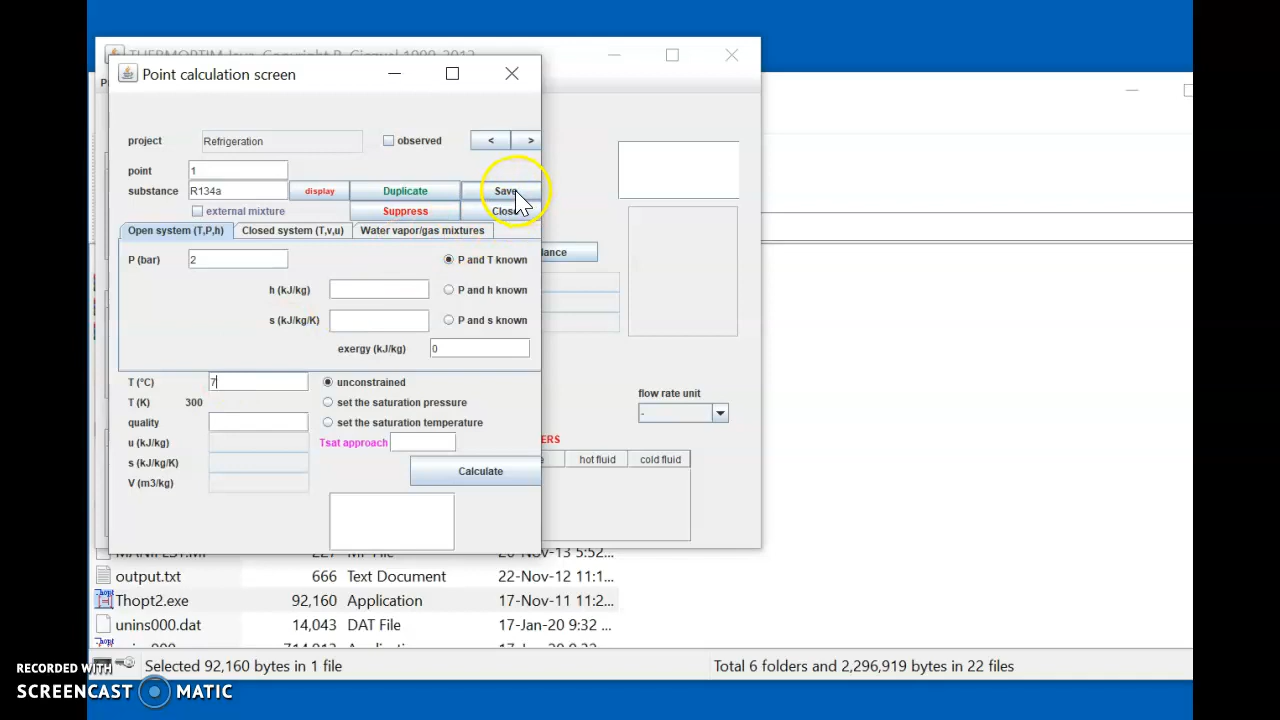 THERMOPTIM Java, Copyright R. Gicquel 1999-2013
Point calculation screen
project Refrigeration observed < >
point 1
substance R134a display Duplicate Save
external mixture Suppress
Open system (T,P,h) Closed system (T,v,u) Water vapor/gas mixtures
P (bar) 2 P and T known
h (kJ/kg) P and h known
s (kJ/kg/K) P and s known
exergy (kJ/kg) 0
T (°C) 7 unconstrained
T (K) 300 set the saturation pressure
flow rate unit
-
quality set the saturation temperature
u (kJ/kg) Tsat approach
s (kJ/kg/K)
hot fluid cold fluid
V (m3/kg)
Calculate
output.txt 666 Text Document 22-Nov-12 11:1...
Thopt2.exe 92,160 Application 17-Nov-11 11:2...
unins000.dat 14,043 DAT File 17-Jan-20 9:32 ...
Selected 92,160 bytes in 1 file Total 6 folders and 2,296,919 bytes in 22 files
RECORDED WITH
SCREENCAST MATIC